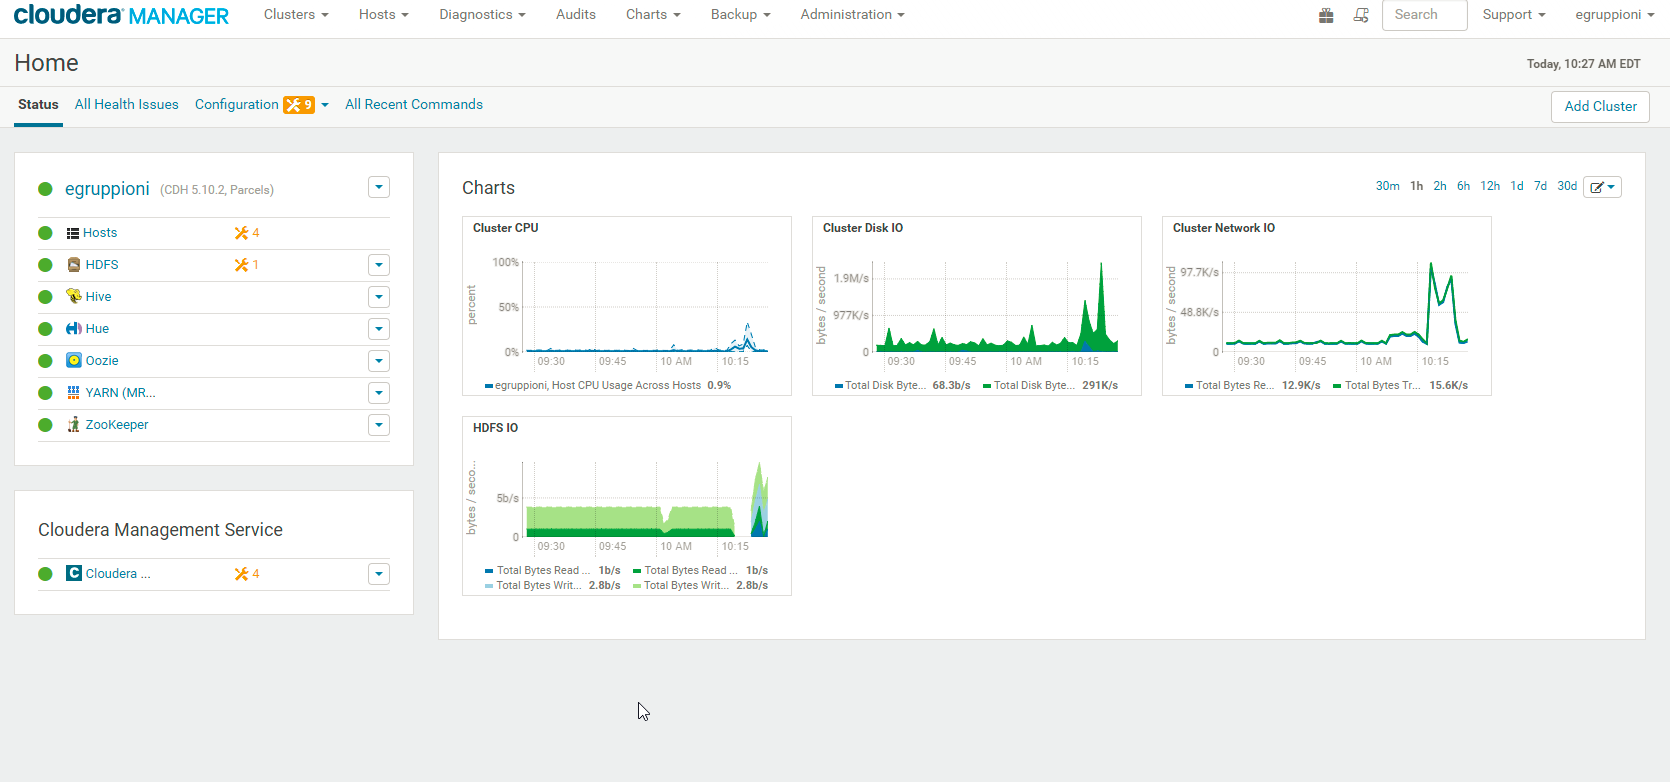 cloudera MANAGER Clusters Hosts Diagnostics Audits Charts Backup Administration Search Support egruppioni
Home
Today, 10:27 AM EDT
Status All Health Issues Configuration 9 All Recent Commands
Add Cluster
egruppioni (CDH 5.10.2, Parcels)
Hosts 4
HDFS 1
Hive
Hue
Oozie
YARN (MR...
ZooKeeper
Cloudera Management Service
Cloudera ... 4
Charts
30m 1h 2h 6h 12h 1d 7d 30d
Cluster CPU
percent
100%
50%
0%
09:30 09:45 10 AM 10:15
egruppioni, Host CPU Usage Across Hosts 0.9%
Cluster Disk IO
bytes / second
1.9M/s
977K/s
0
09:30 09:45 10 AM 10:15
Total Disk Byte... 68.3b/s Total Disk Byte... 291K/s
Cluster Network IO
bytes / second
97.7K/s
48.8K/s
0
09:30 09:45 10 AM 10:15
Total Bytes Re... 12.9K/s Total Bytes Tr... 15.6K/s
HDFS IO
bytes / seco...
5b/s
0
09:30 09:45 10 AM 10:15
Total Bytes Read ... 1b/s Total Bytes Read ... 1b/s
Total Bytes Writ... 2.8b/s Total Bytes Writ... 2.8b/s